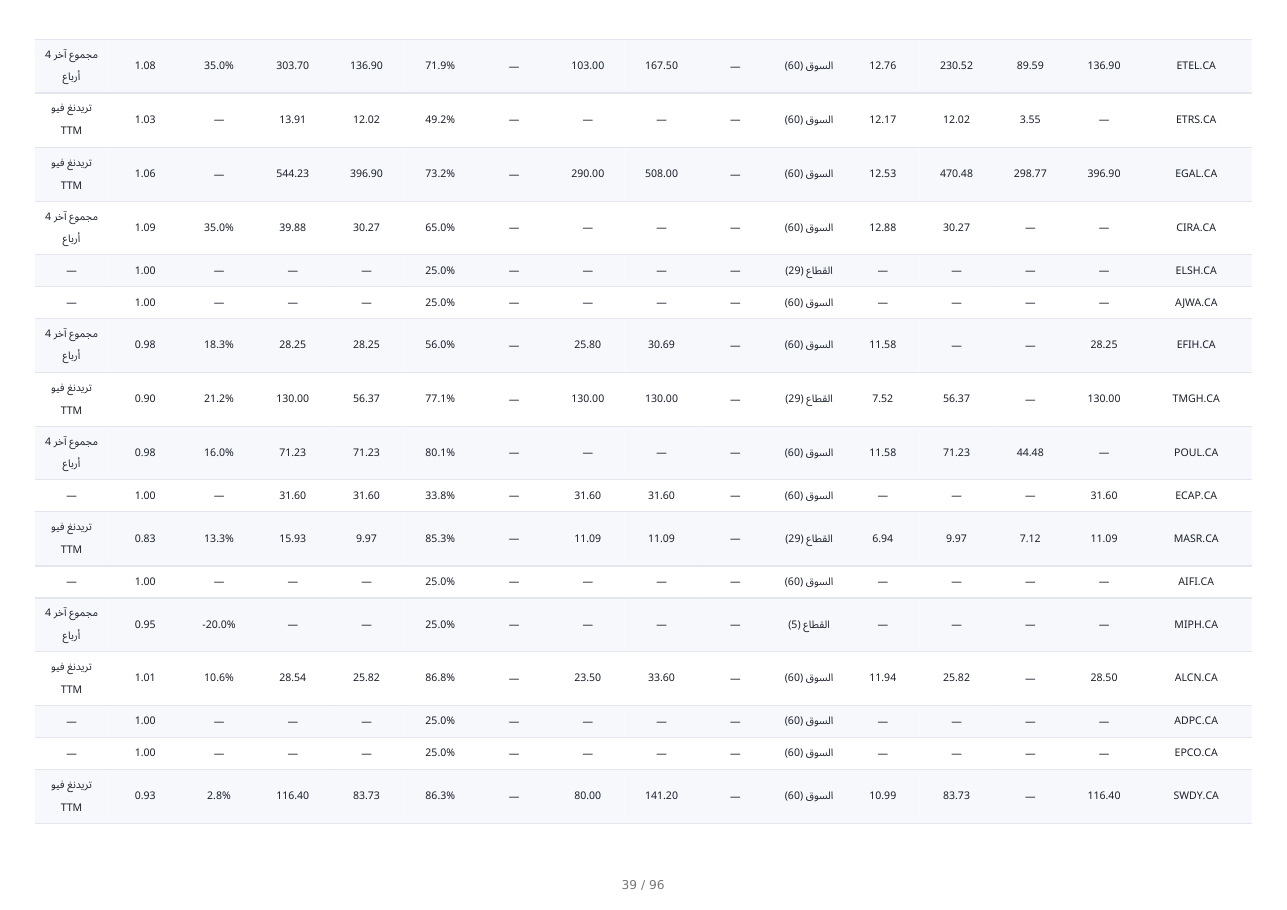 ETEL.CA 136.90 89.59 230.52 12.76 السوق (60) — 167.50 103.00 — 71.9% 136.90 303.70 35.0% 1.08 مجموع آخر 4 أرباع
ETRS.CA — 3.55 12.02 12.17 السوق (60) — — — — 49.2% 12.02 13.91 — 1.03 تريدنغ فيو TTM
EGAL.CA 396.90 298.77 470.48 12.53 السوق (60) — 508.00 290.00 — 73.2% 396.90 544.23 — 1.06 تريدنغ فيو TTM
CIRA.CA — — 30.27 12.88 السوق (60) — — — — 65.0% 30.27 39.88 35.0% 1.09 مجموع آخر 4 أرباع
ELSH.CA — — — — القطاع (29) — — — — 25.0% — — — 1.00 —
AJWA.CA — — — — السوق (60) — — — — 25.0% — — — 1.00 —
EFIH.CA 28.25 — — 11.58 السوق (60) — 30.69 25.80 — 56.0% 28.25 28.25 18.3% 0.98 مجموع آخر 4 أرباع
TMGH.CA 130.00 — 56.37 7.52 القطاع (29) — 130.00 130.00 — 77.1% 56.37 130.00 21.2% 0.90 تريدنغ فيو TTM
POUL.CA — 44.48 71.23 11.58 السوق (60) — — — — 80.1% 71.23 71.23 16.0% 0.98 مجموع آخر 4 أرباع
ECAP.CA 31.60 — — — السوق (60) — 31.60 31.60 — 33.8% 31.60 31.60 — 1.00 —
MASR.CA 11.09 7.12 9.97 6.94 القطاع (29) — 11.09 11.09 — 85.3% 9.97 15.93 13.3% 0.83 تريدنغ فيو TTM
AIFI.CA — — — — السوق (60) — — — — 25.0% — — — 1.00 —
MIPH.CA — — — — القطاع (5) — — — — 25.0% — — -20.0% 0.95 مجموع آخر 4 أرباع
ALCN.CA 28.50 — 25.82 11.94 السوق (60) — 33.60 23.50 — 86.8% 25.82 28.54 10.6% 1.01 تريدنغ فيو TTM
ADPC.CA — — — — السوق (60) — — — — 25.0% — — — 1.00 —
EPCO.CA — — — — السوق (60) — — — — 25.0% — — — 1.00 —
SWDY.CA 116.40 — 83.73 10.99 السوق (60) — 141.20 80.00 — 86.3% 83.73 116.40 2.8% 0.93 تريدنغ فيو TTM
39 / 96